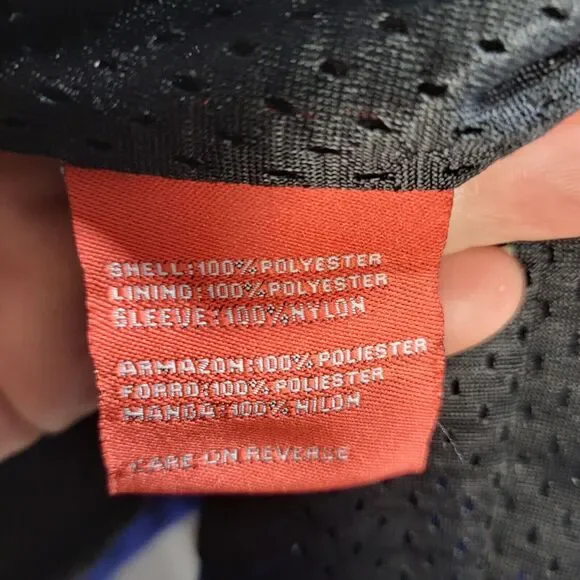 SHELL:100%POLYESTER
LINING:100%POLYESTER
SLEEVE:100%NYLON
ARMAZON:100%POLIESTER
FORRO:100%POLIESTER
MANGA:100%NILON
CARE ON REVERSE